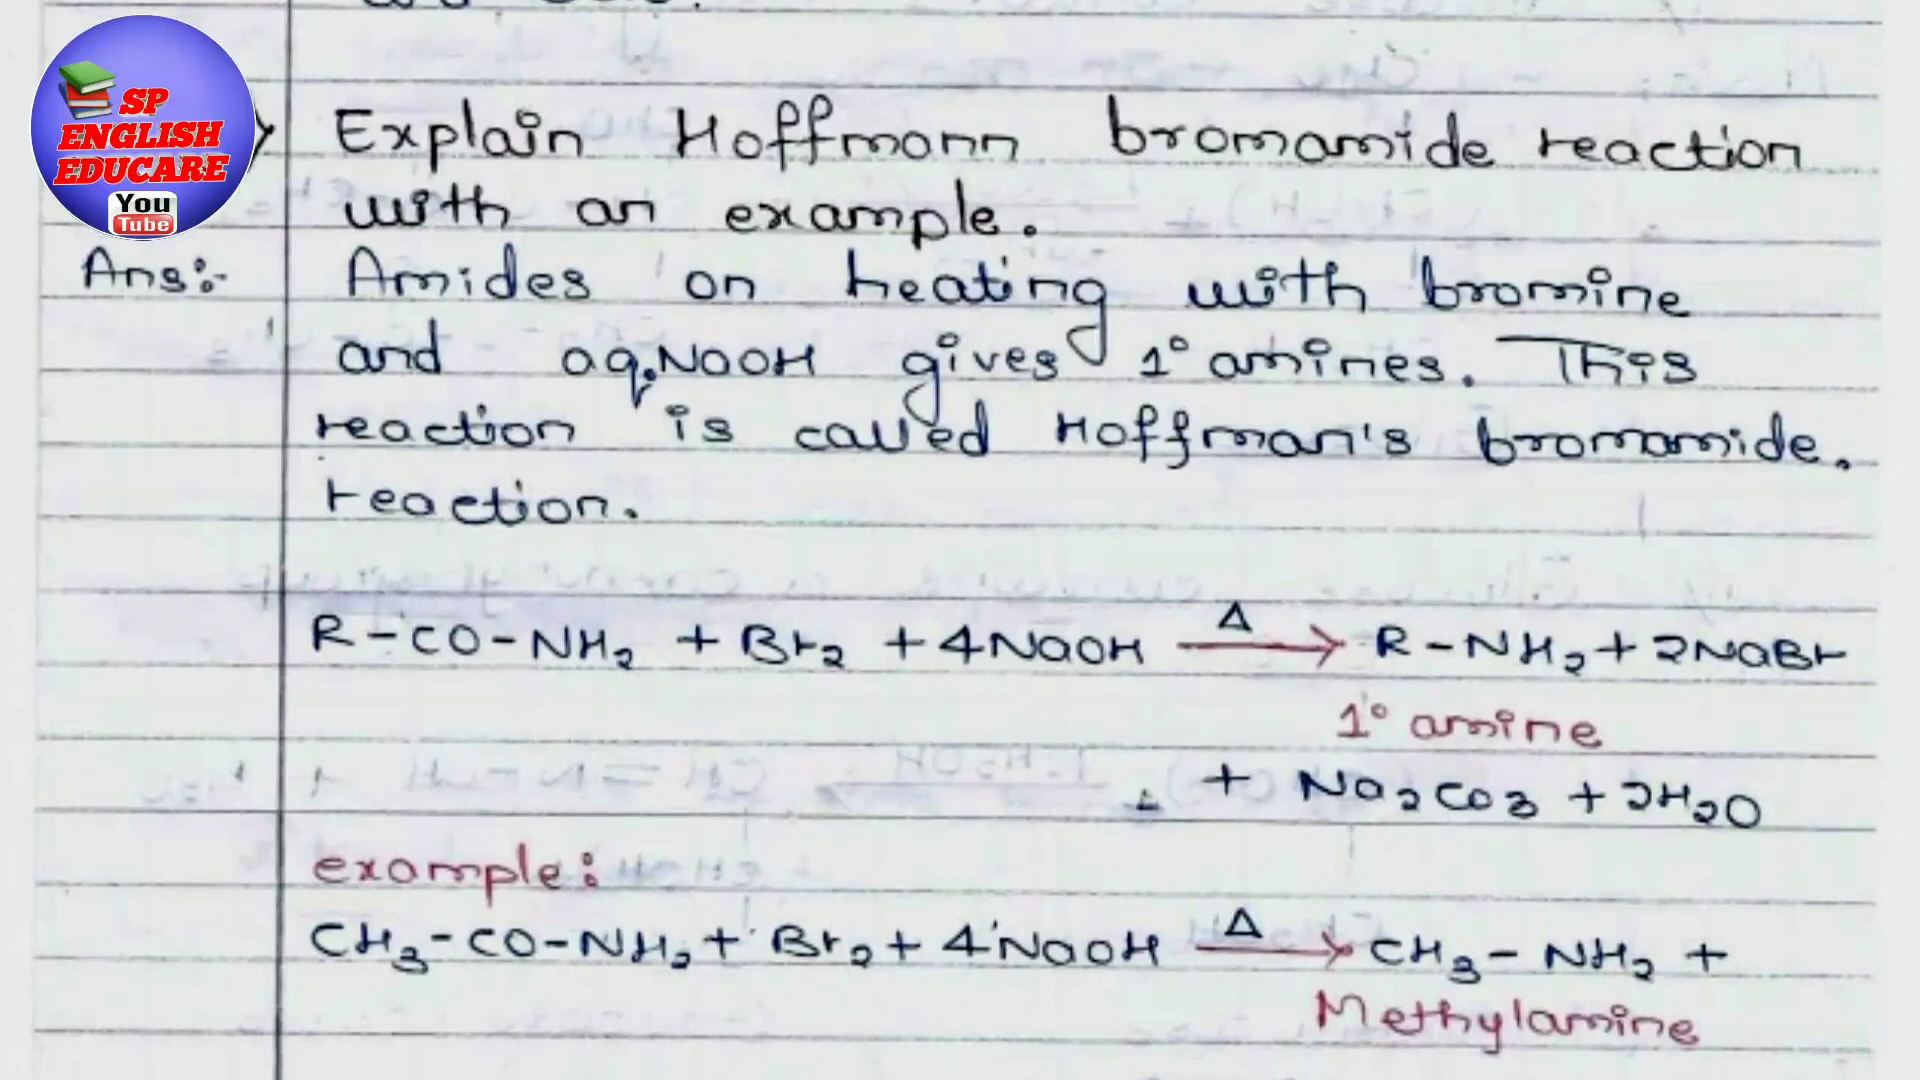 SP
ENGLISH
EDUCARE
You
Tube
Explain Hoffmann bromamide reaction
with an example.
Ans:- Amides on heating with bromine
and aq.NaOH gives 1° amines. This
reaction is called Hoffman's bromamide.
reaction.
R-CO-NH2 + Br2 + 4NaOH Δ → R-NH2 + 2NaBr
1° amine
+ Na2CO3 + 2H2O
example:
CH3-CO-NH2 + Br2 + 4NaOH Δ → CH3-NH2 +
Methylamine